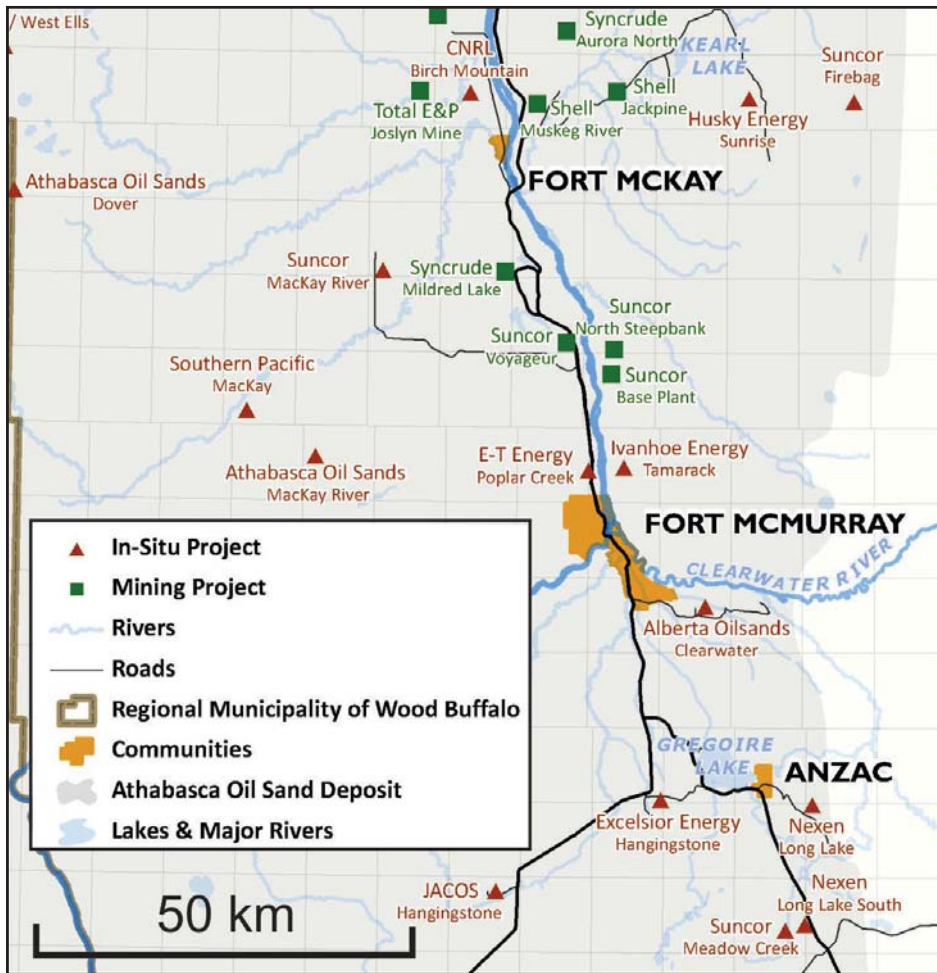 / West Ells
CNRL
Birch Mountain
Total E&P
Joslyn Mine
Syncrude
Aurora North
KEARL
LAKE
Suncor
Firebag
Shell
Jackpine
Shell
Muskeg River
Husky Energy
Sunrise
FORT MCKAY
Athabasca Oil Sands
Dover
Suncor
MacKay River
Syncrude
Mildred Lake
Suncor
North Steepbank
Suncor
Voyageur
Suncor
Base Plant
Southern Pacific
MacKay
Athabasca Oil Sands
MacKay River
E-T Energy
Poplar Creek
Ivanhoe Energy
Tamarack
FORT MCMURRAY
CLEARWATER RIVER
Alberta Oilsands
Clearwater
GREGOIRE
LAKE
ANZAC
Excelsior Energy
Hangingstone
Nexen
Long Lake
JACOS
Hangingstone
Nexen
Long Lake South
Suncor
Meadow Creek
In-Situ Project
Mining Project
Rivers
Roads
Regional Municipality of Wood Buffalo
Communities
Athabasca Oil Sand Deposit
Lakes & Major Rivers
50 km